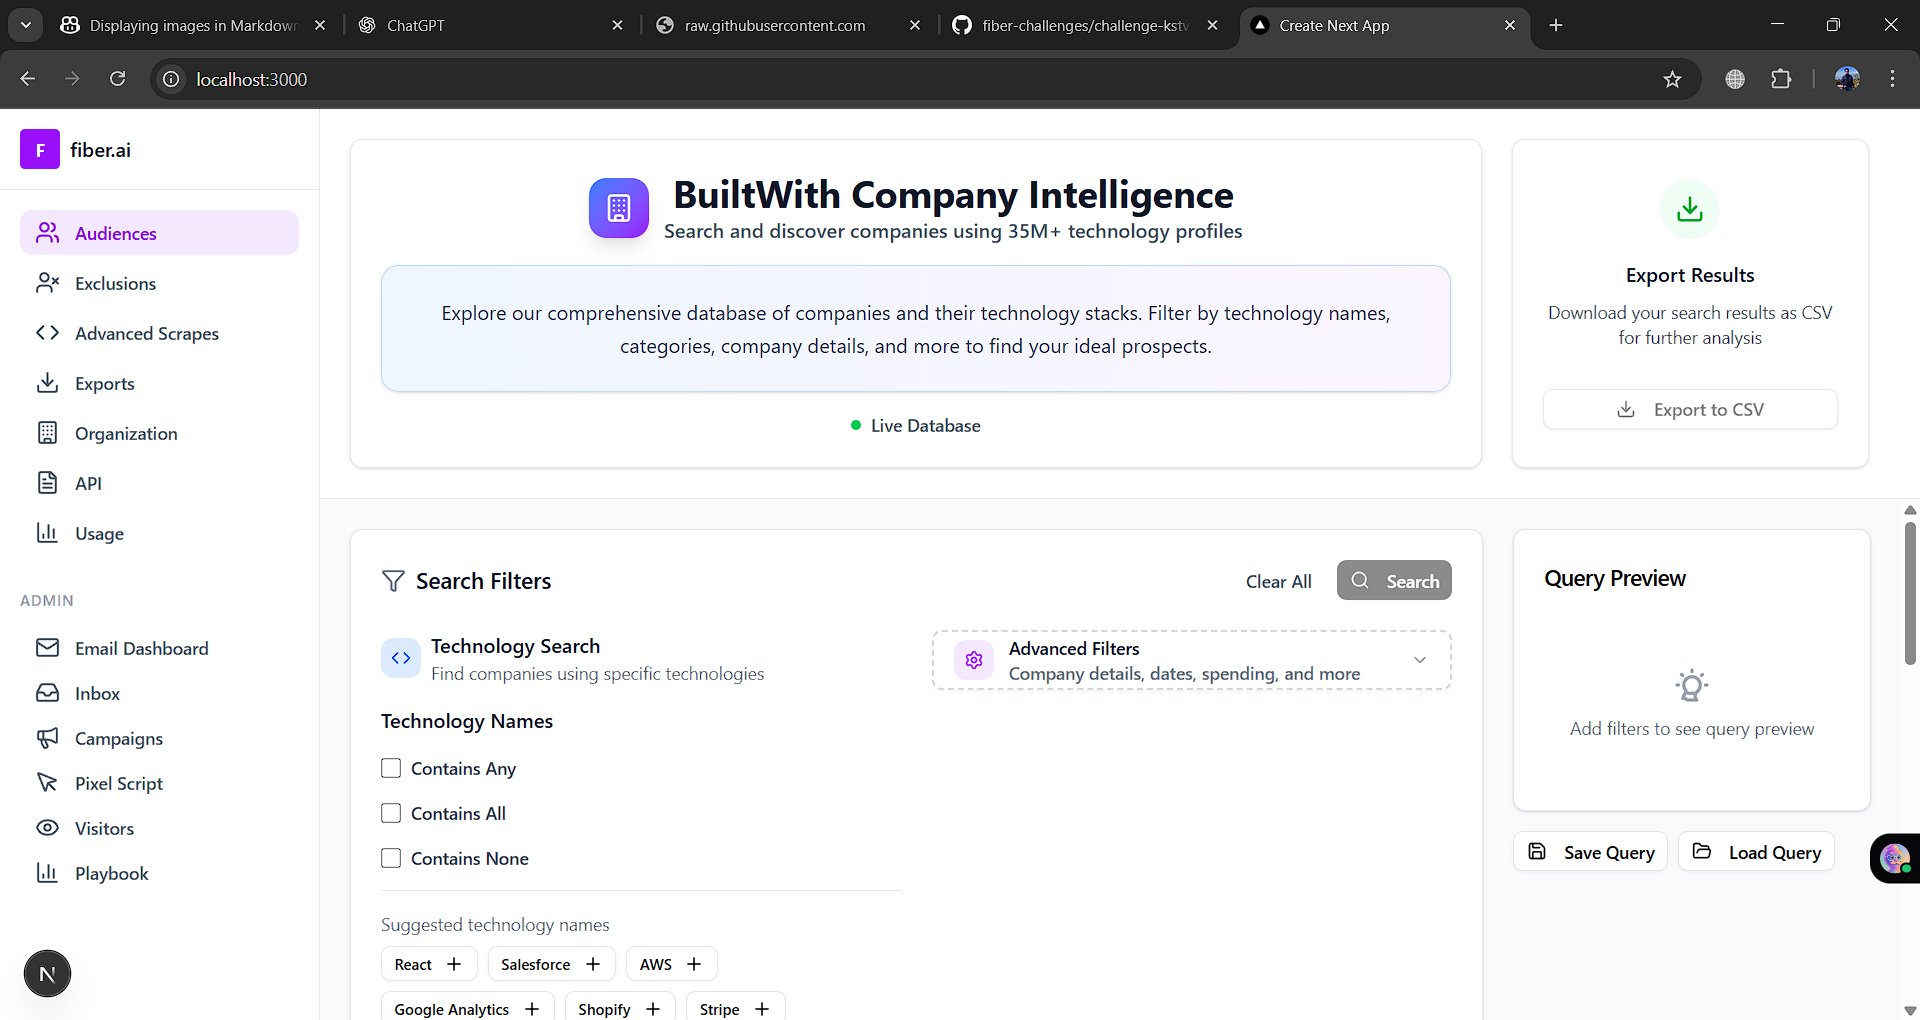 Displaying images in Markdown
ChatGPT
raw.githubusercontent.com
fiber-challenges/challenge-kstv
Create Next App
localhost:3000
F
fiber.ai
Audiences
Exclusions
Advanced Scrapes
Exports
Organization
API
Usage
ADMIN
Email Dashboard
Inbox
Campaigns
Pixel Script
Visitors
Playbook
N
BuiltWith Company Intelligence
Search and discover companies using 35M+ technology profiles
Explore our comprehensive database of companies and their technology stacks. Filter by technology names,
categories, company details, and more to find your ideal prospects.
Live Database
Export Results
Download your search results as CSV
for further analysis
Export to CSV
Search Filters
Clear All
Search
Technology Search
Find companies using specific technologies
Advanced Filters
Company details, dates, spending, and more
Technology Names
Contains Any
Contains All
Contains None
Suggested technology names
React
Salesforce
AWS
Google Analytics
Shopify
Stripe
Query Preview
Add filters to see query preview
Save Query
Load Query